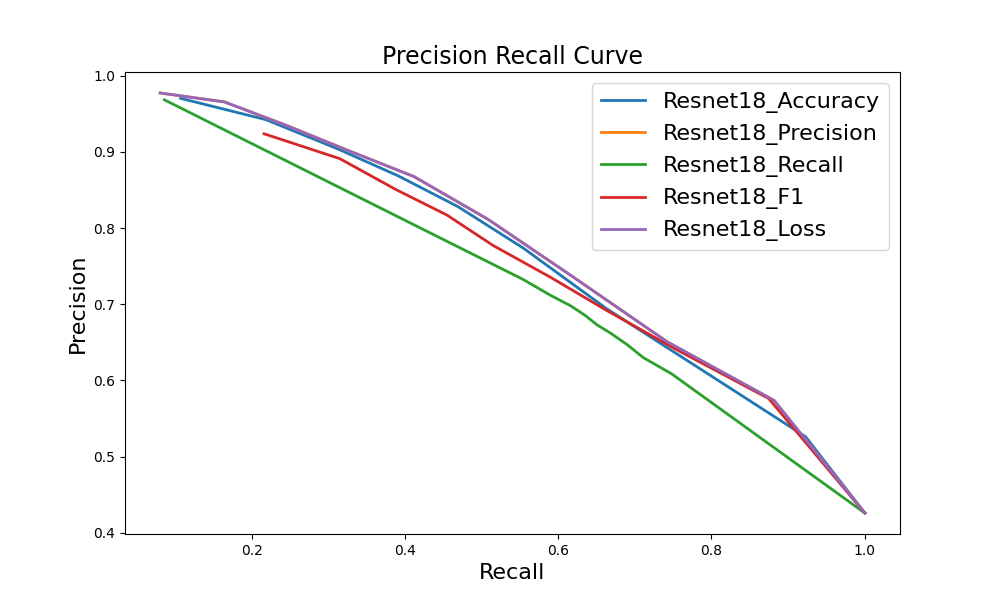 Precision Recall Curve
1.0
0.9
0.8
0.7
0.6
0.5
0.4
Precision
Resnet18_Accuracy
Resnet18_Precision
Resnet18_Recall
Resnet18_F1
Resnet18_Loss
0.2 0.4 0.6 0.8 1.0
Recall